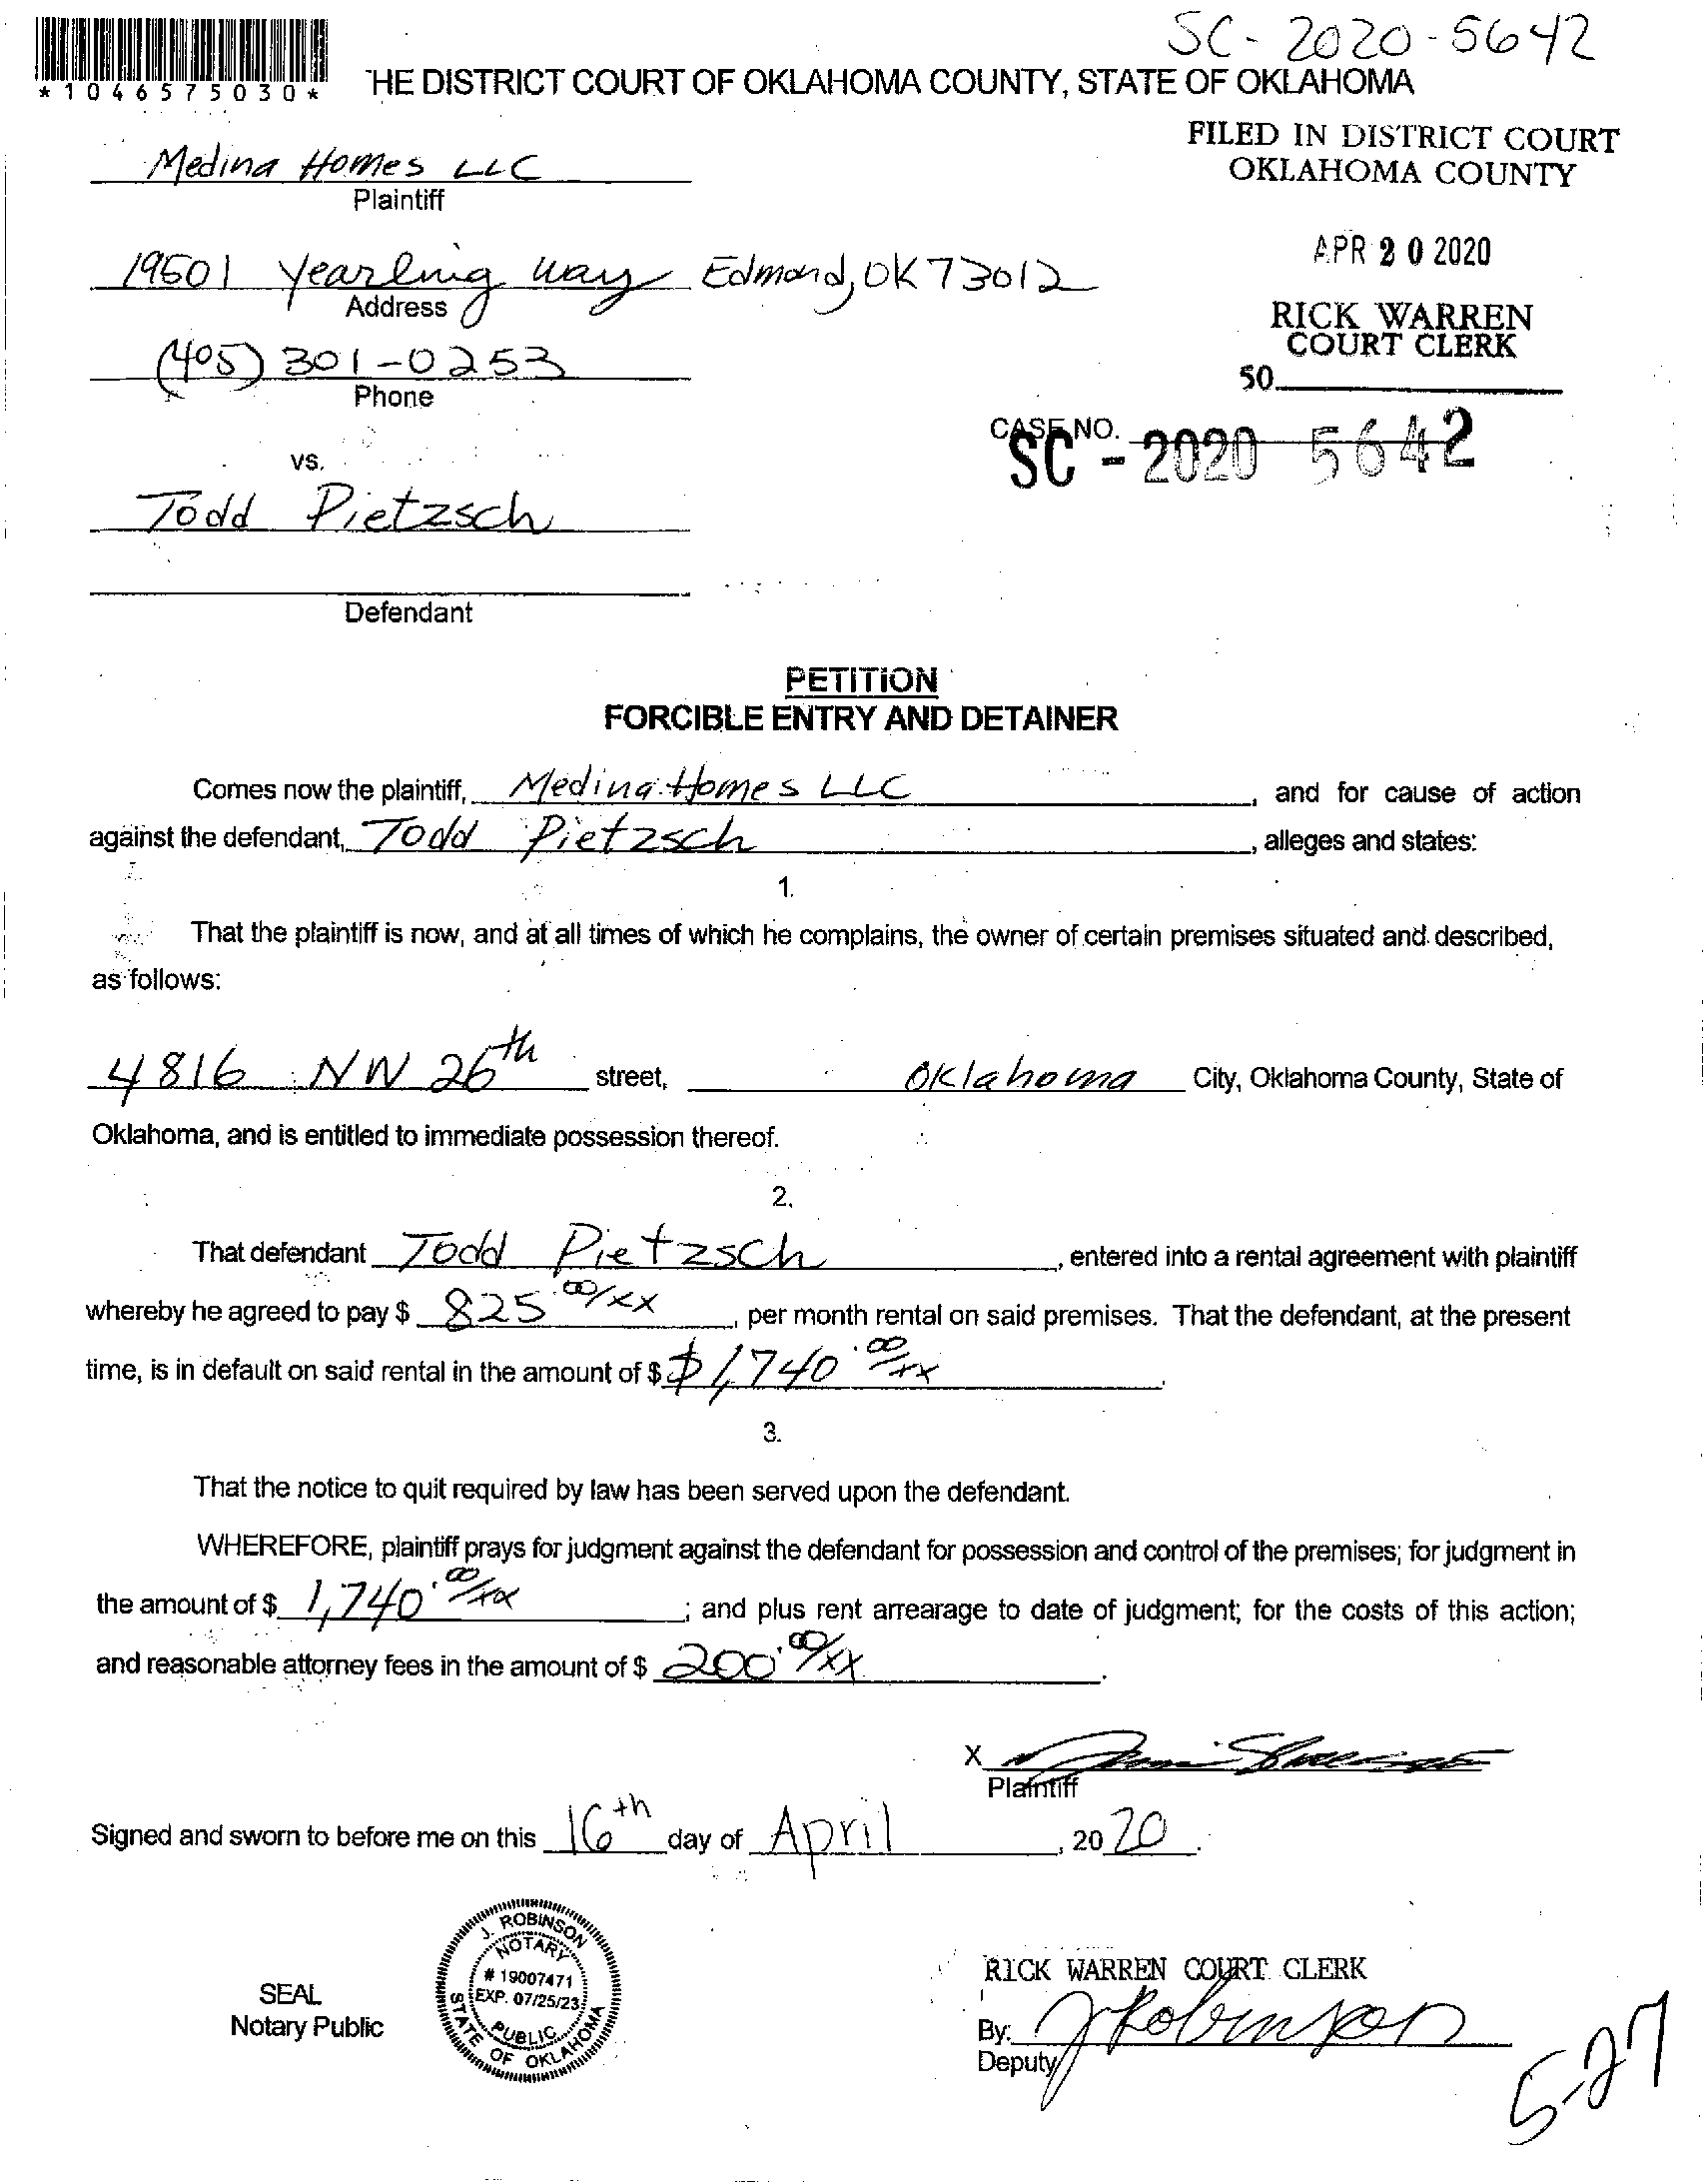 SC-2020-5642
*1046575030*
THE DISTRICT COURT OF OKLAHOMA COUNTY, STATE OF OKLAHOMA
FILED IN DISTRICT COURT
OKLAHOMA COUNTY
Medina Homes LLC
Plaintiff
APR 20 2020
19501 Yearling Way Edmond, OK 73012
Address
RICK WARREN
COURT CLERK
(405) 301-0253
Phone
50
CASE NO.
SC - 2020 5642
vs.
Todd Pietzsch
Defendant
PETITION
FORCIBLE ENTRY AND DETAINER
Comes now the plaintiff, Medina Homes LLC, and for cause of action
against the defendant, Todd Pietzsch, alleges and states:
1.
That the plaintiff is now, and at all times of which he complains, the owner of certain premises situated and described,
as follows:
4816 NW 26th street, Oklahoma City, Oklahoma County, State of
Oklahoma, and is entitled to immediate possession thereof.
2.
That defendant Todd Pietzsch, entered into a rental agreement with plaintiff
whereby he agreed to pay $ 825.00/xx, per month rental on said premises. That the defendant, at the present
time, is in default on said rental in the amount of $ $1,740.00/xx.
3.
That the notice to quit required by law has been served upon the defendant.
WHEREFORE, plaintiff prays for judgment against the defendant for possession and control of the premises; for judgment in
the amount of $ 1,740.00/xx; and plus rent arrearage to date of judgment; for the costs of this action;
and reasonable attorney fees in the amount of $ 200.00/xx.
X
Plaintiff
Signed and sworn to before me on this 16th day of April, 2020.
J. ROBINSON
NOTARY
# 19007471
EXP. 07/25/23
PUBLIC
STATE OF OKLAHOMA
SEAL
Notary Public
RICK WARREN COURT CLERK
By: J Robinson
Deputy
5-27